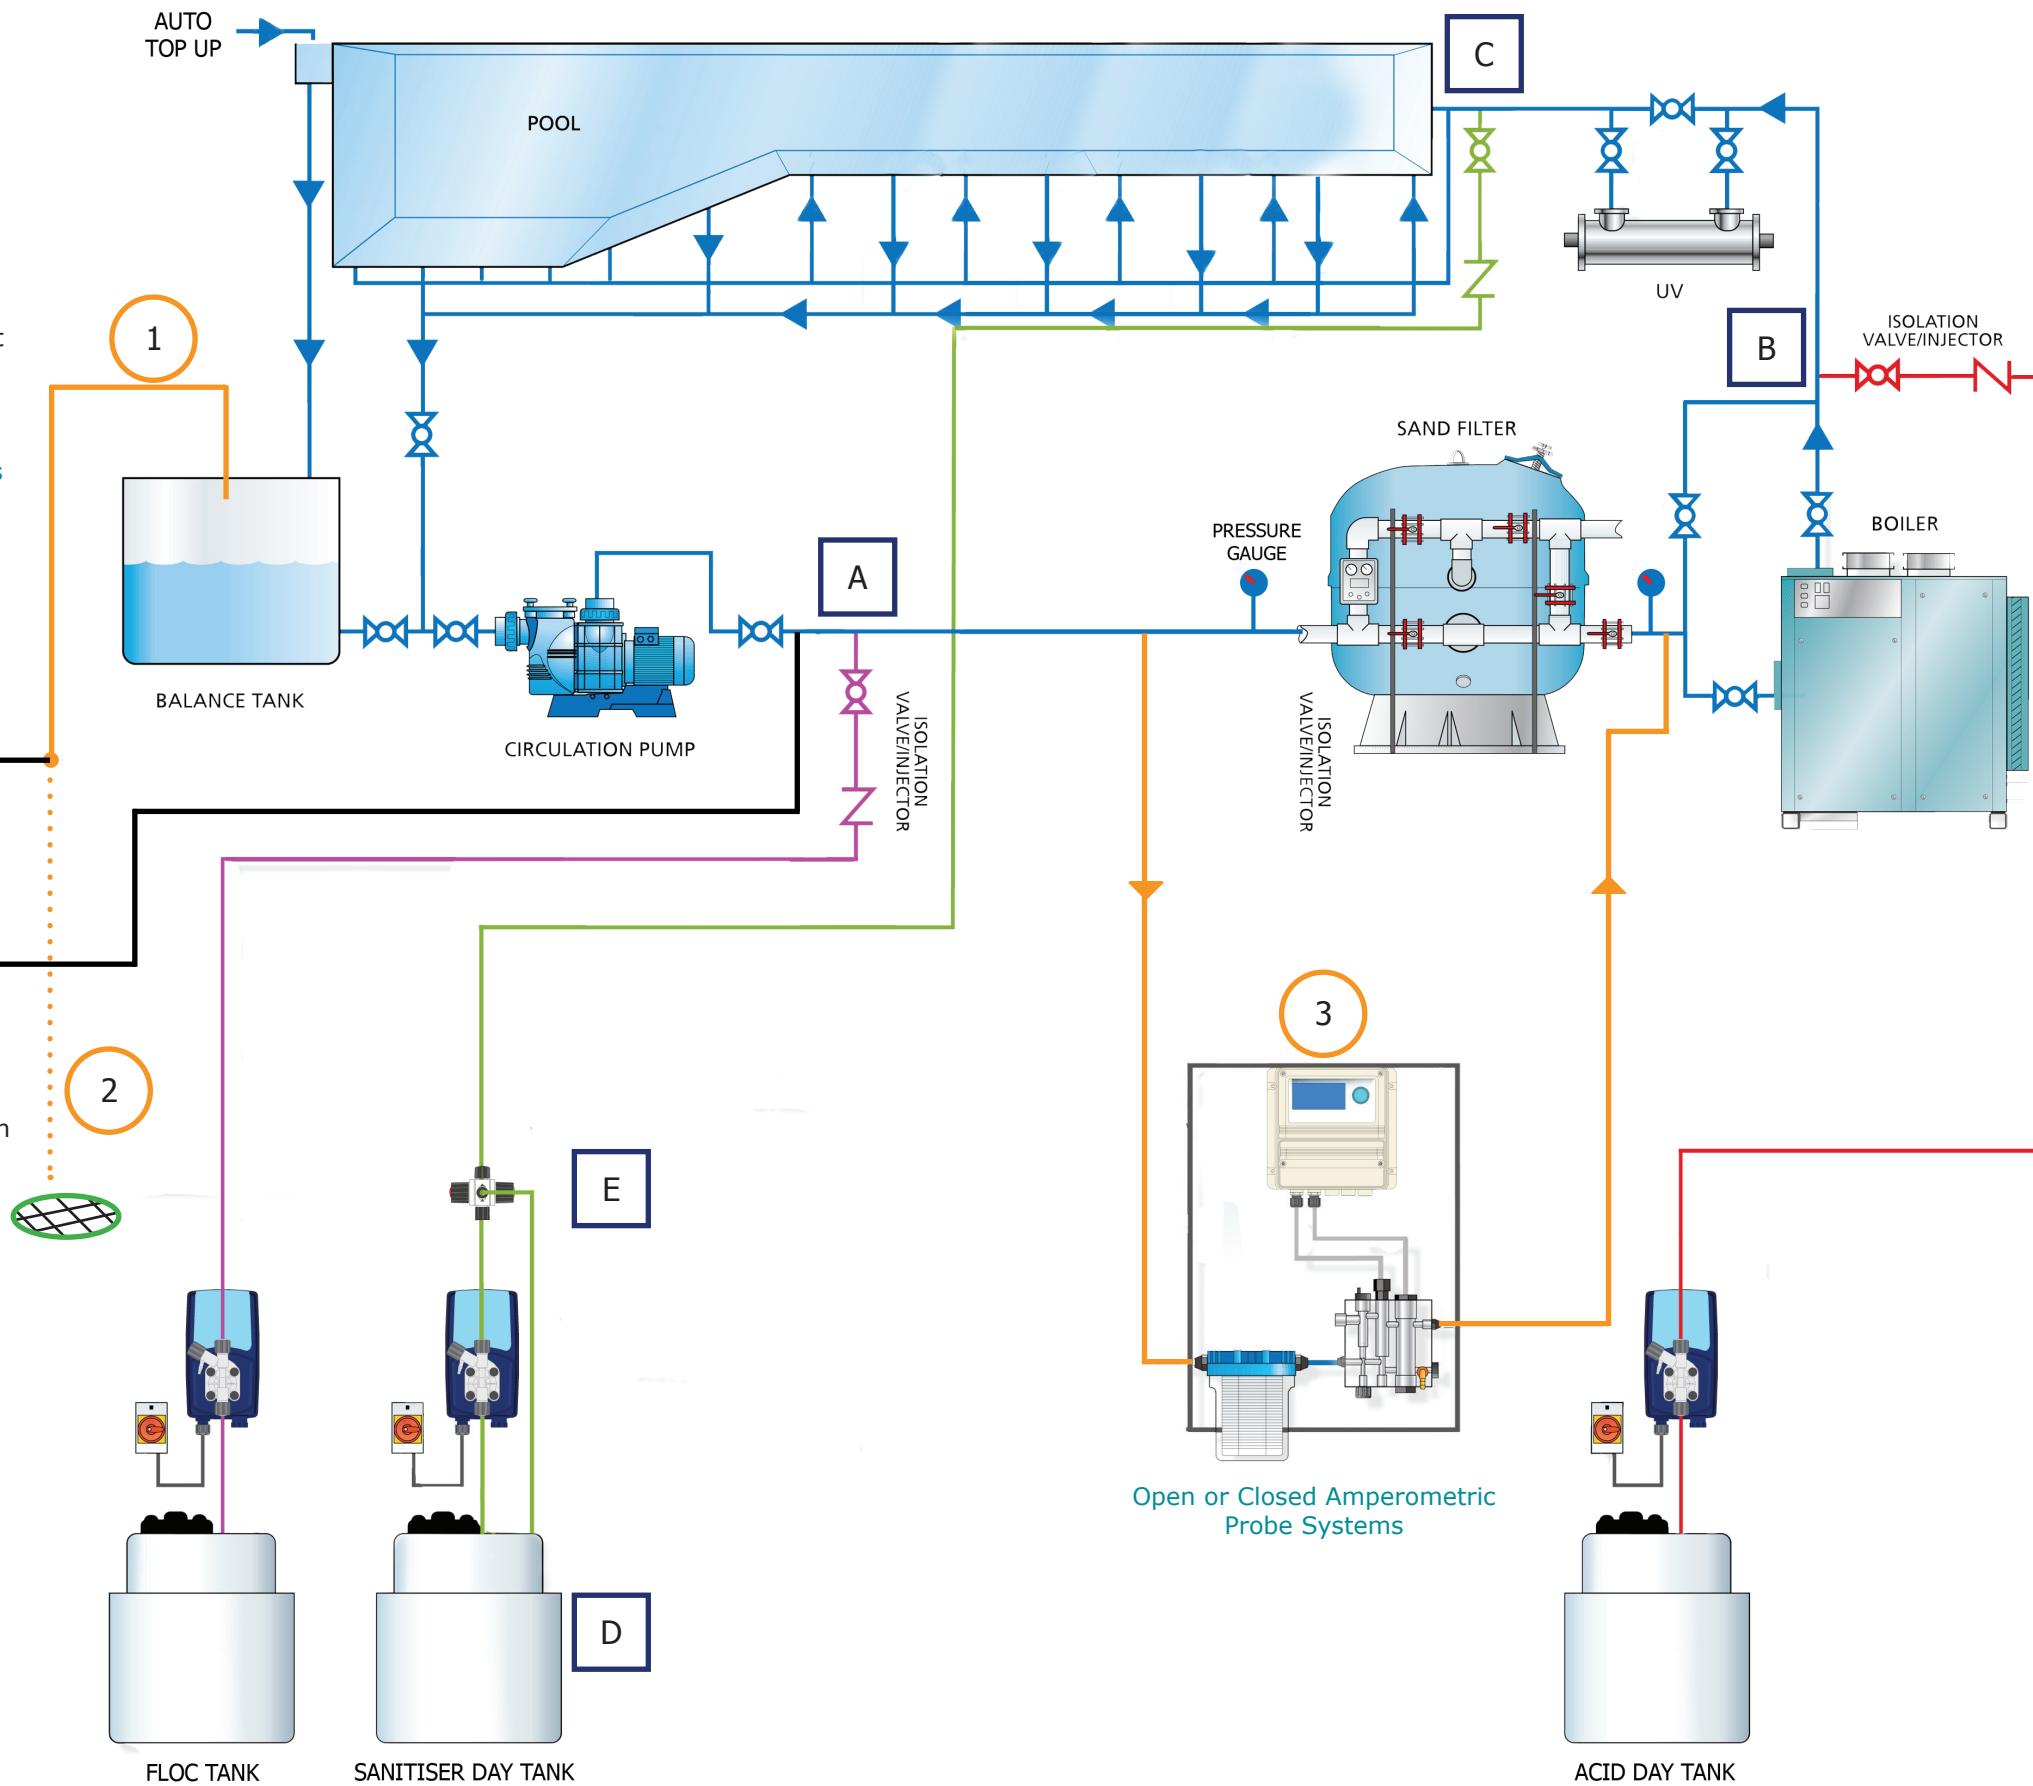 AUTO
TOP UP
POOL
C
UV
1
B
ISOLATION
VALVE/INJECTOR
SAND FILTER
PRESSURE
GAUGE
BOILER
A
BALANCE TANK
CIRCULATION PUMP
ISOLATION
VALVE/INJECTOR
ISOLATION
VALVE/INJECTOR
3
2
E
Open or Closed Amperometric
Probe Systems
D
FLOC TANK
SANITISER DAY TANK
ACID DAY TANK